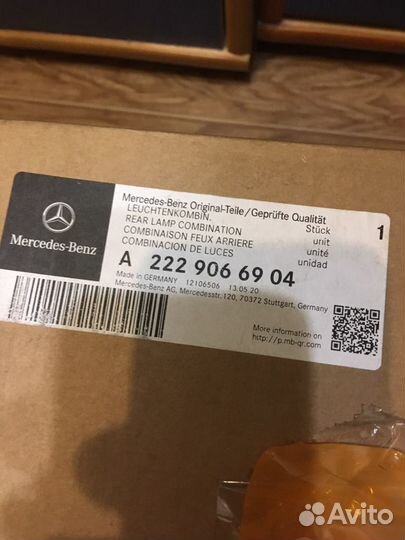 Mercedes-Benz Original-Teile/Geprüfte Qualität
LEUCHTENKOMBIN. Stück 1
REAR LAMP COMBINATION unit
COMBINAISON FEUX ARRIERE unité
COMBINACION DE LUCES unidad
Mercedes-Benz
A 222 906 69 04
Made in GERMANY 12106506 13.05.20
Mercedes-Benz AG, Mercedesstr.120, 70372 Stuttgart, Germany
More information on
http://p.mb-qr.com
Avito